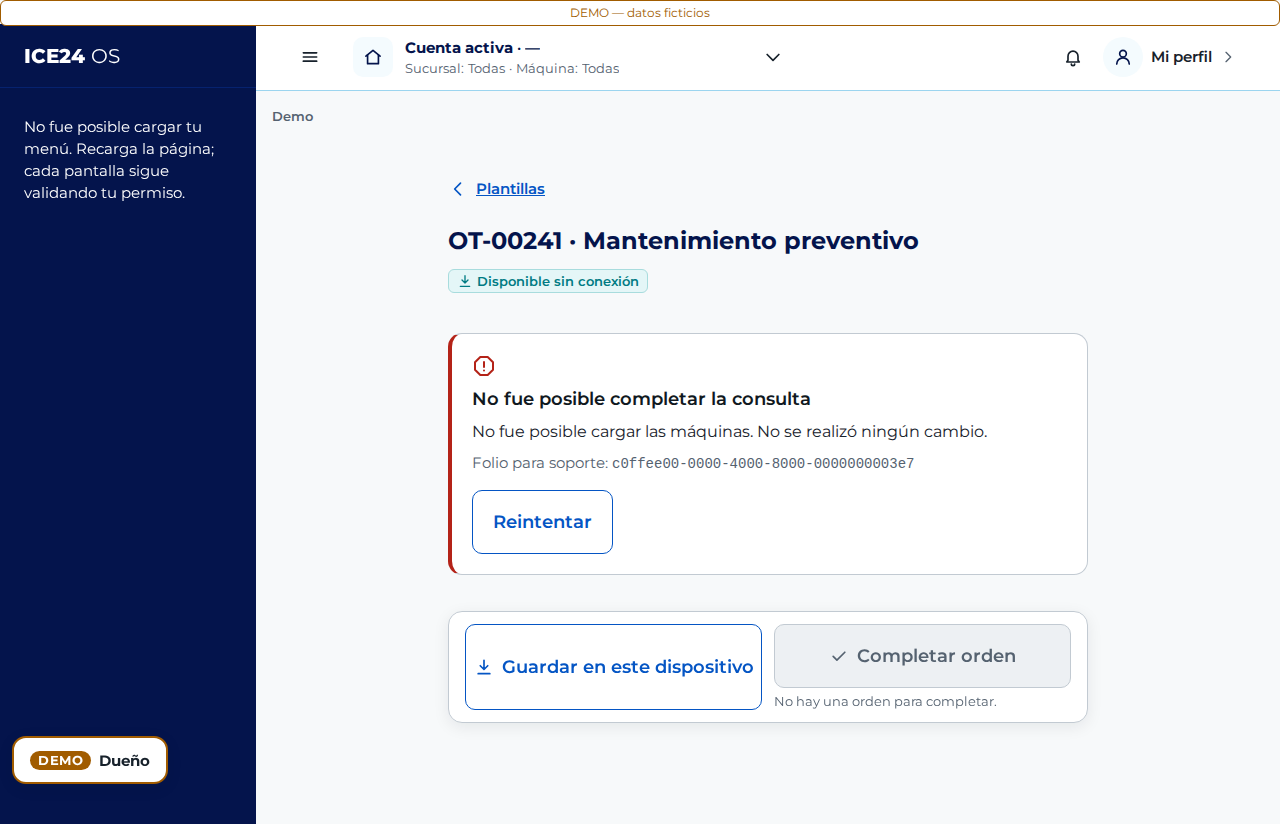 DEMO — datos ficticios
ICE24 OS
Cuenta activa · —
Sucursal: Todas · Máquina: Todas
Mi perfil
No fue posible cargar tu
menú. Recarga la página;
cada pantalla sigue
validando tu permiso.
Demo
Plantillas
OT-00241 · Mantenimiento preventivo
Disponible sin conexión
No fue posible completar la consulta
No fue posible cargar las máquinas. No se realizó ningún cambio.
Folio para soporte: c0ffee00-0000-4000-8000-0000000003e7
Reintentar
Guardar en este dispositivo
Completar orden
No hay una orden para completar.
DEMO Dueño